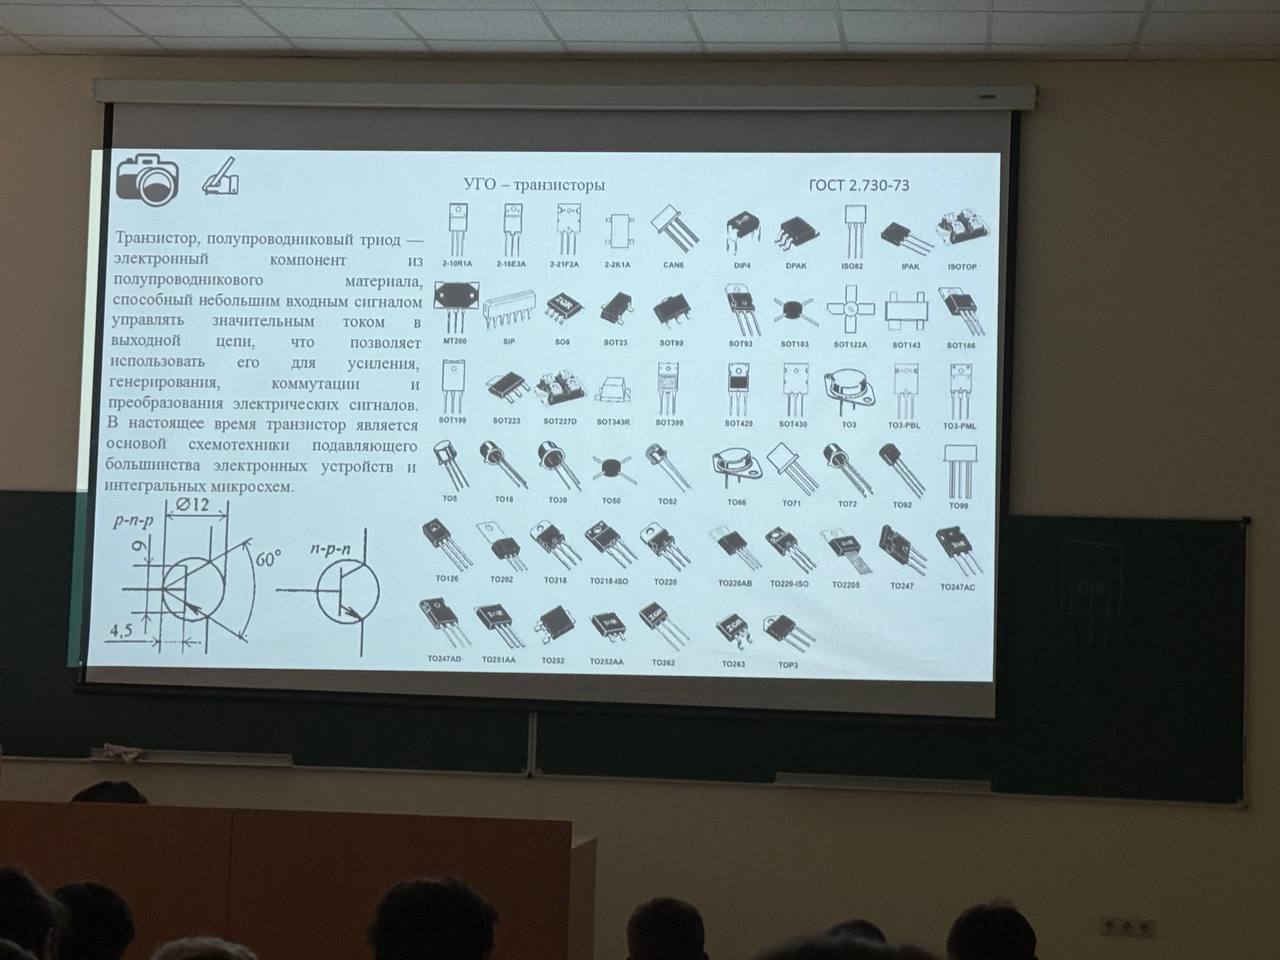 УГО – транзисторы
ГОСТ 2.730-73
Транзистор, полупроводниковый триод —
электронный компонент из
полупроводникового материала,
способный небольшим входным сигналом
управлять значительным током в
выходной цепи, что позволяет
использовать его для усиления,
генерирования, коммутации и
преобразования электрических сигналов.
В настоящее время транзистор является
основой схемотехники подавляющего
большинства электронных устройств и
интегральных микросхем.
p-n-p
Ø12
9
60°
4,5
n-p-n
2-10R1A 2-16E3A 2-21F2A 2-2K1A CAN6 DIP4 DPAK ISO82 IPAK ISOTOP
MT200 SIP SO8 SOT23 SOT89 SOT93 SOT103 SOT122A SOT143 SOT186
SOT199 SOT223 SOT227D SOT343R SOT399 SOT429 SOT430 TO3 TO3-PBL TO3-PML
TO5 TO18 TO39 TO50 TO52 TO66 TO71 TO72 TO92 TO99
TO126 TO202 TO218 TO218-ISO TO220 TO220AB TO220-ISO TO220S TO247 TO247AC
TO247AD TO251AA TO252 TO252AA TO262 TO263 TOP3